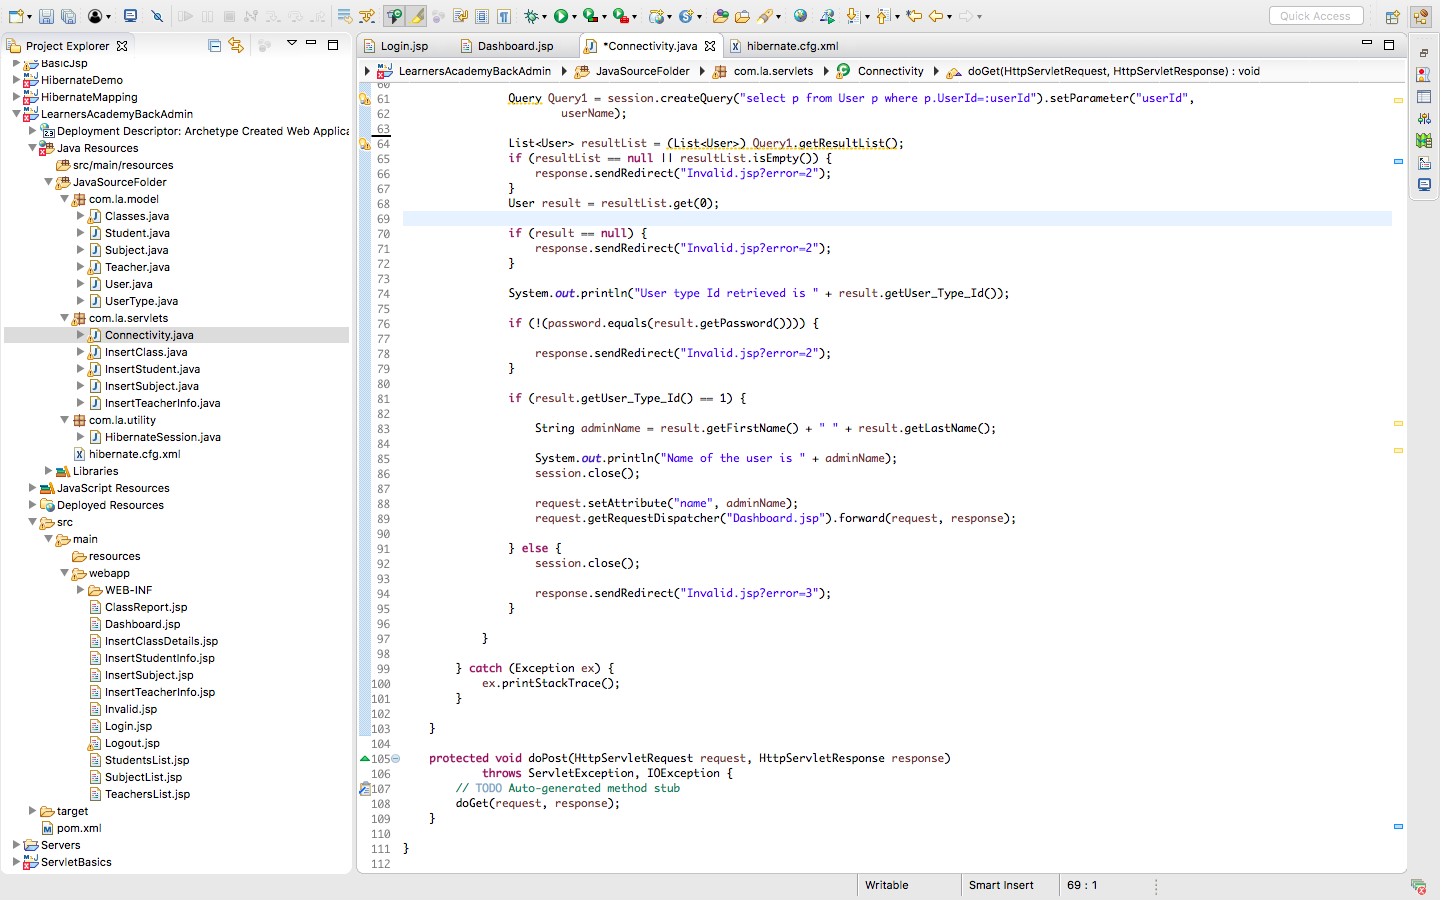 Quick Access
Project Explorer
Login.jsp
Dashboard.jsp
*Connectivity.java
hibernate.cfg.xml
LearnersAcademyBackAdmin
JavaSourceFolder
com.la.servlets
Connectivity
doGet(HttpServletRequest, HttpServletResponse) : void
BasicJsp
HibernateDemo
HibernateMapping
LearnersAcademyBackAdmin
Deployment Descriptor: Archetype Created Web Applica
Java Resources
src/main/resources
JavaSourceFolder
com.la.model
Classes.java
Student.java
Subject.java
Teacher.java
User.java
UserType.java
com.la.servlets
Connectivity.java
InsertClass.java
InsertStudent.java
InsertSubject.java
InsertTeacherInfo.java
com.la.utility
HibernateSession.java
hibernate.cfg.xml
Libraries
JavaScript Resources
Deployed Resources
src
main
resources
webapp
WEB-INF
ClassReport.jsp
Dashboard.jsp
InsertClassDetails.jsp
InsertStudentInfo.jsp
InsertSubject.jsp
InsertTeacherInfo.jsp
Invalid.jsp
Login.jsp
Logout.jsp
StudentsList.jsp
SubjectList.jsp
TeachersList.jsp
target
pom.xml
Servers
ServletBasics
60
61 Query Query1 = session.createQuery("select p from User p where p.UserId=:userId").setParameter("userId",
62 userName);
63
64 List<User> resultList = (List<User>) Query1.getResultList();
65 if (resultList == null || resultList.isEmpty()) {
66 response.sendRedirect("Invalid.jsp?error=2");
67 }
68 User result = resultList.get(0);
69
70 if (result == null) {
71 response.sendRedirect("Invalid.jsp?error=2");
72 }
73
74 System.out.println("User type Id retrieved is " + result.getUser_Type_Id());
75
76 if (!(password.equals(result.getPassword()))) {
77
78 response.sendRedirect("Invalid.jsp?error=2");
79 }
80
81 if (result.getUser_Type_Id() == 1) {
82
83 String adminName = result.getFirstName() + " " + result.getLastName();
84
85 System.out.println("Name of the user is " + adminName);
86 session.close();
87
88 request.setAttribute("name", adminName);
89 request.getRequestDispatcher("Dashboard.jsp").forward(request, response);
90
91 } else {
92 session.close();
93
94 response.sendRedirect("Invalid.jsp?error=3");
95 }
96
97 }
98
99 } catch (Exception ex) {
100 ex.printStackTrace();
101 }
102
103 }
104
105 protected void doPost(HttpServletRequest request, HttpServletResponse response)
106 throws ServletException, IOException {
107 // TODO Auto-generated method stub
108 doGet(request, response);
109 }
110
111 }
112
Writable
Smart Insert
69 : 1